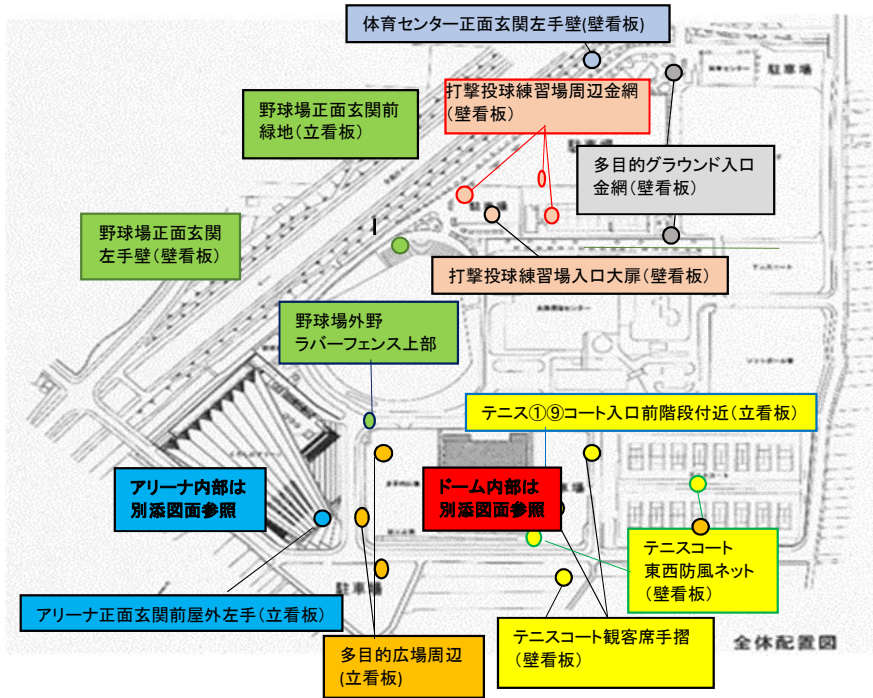 体育センター正面玄関左手壁(壁看板)
駐車場
打撃投球練習場周辺金網
(壁看板)
野球場正面玄関前
緑地(立看板)
多目的グラウンド入口
金網(壁看板)
野球場正面玄関
左手壁(壁看板)
打撃投球練習場入口大扉(壁看板)
テニスコート
野球場外野
ラバーフェンス上部
テニス①⑨コート入口前階段付近(立看板)
アリーナ内部は
別添図面参照
ドーム内部は
別添図面参照
テニスコート
東西防風ネット
(壁看板)
駐車場
アリーナ正面玄関前屋外左手(立看板)
多目的広場周辺
(立看板)
テニスコート観客席手摺
(壁看板)
全体配置図